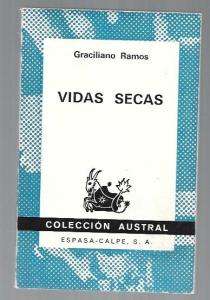 Graciliano Ramos
VIDAS SECAS
COLECCIÓN AUSTRAL
ESPASA-CALPE, S. A.